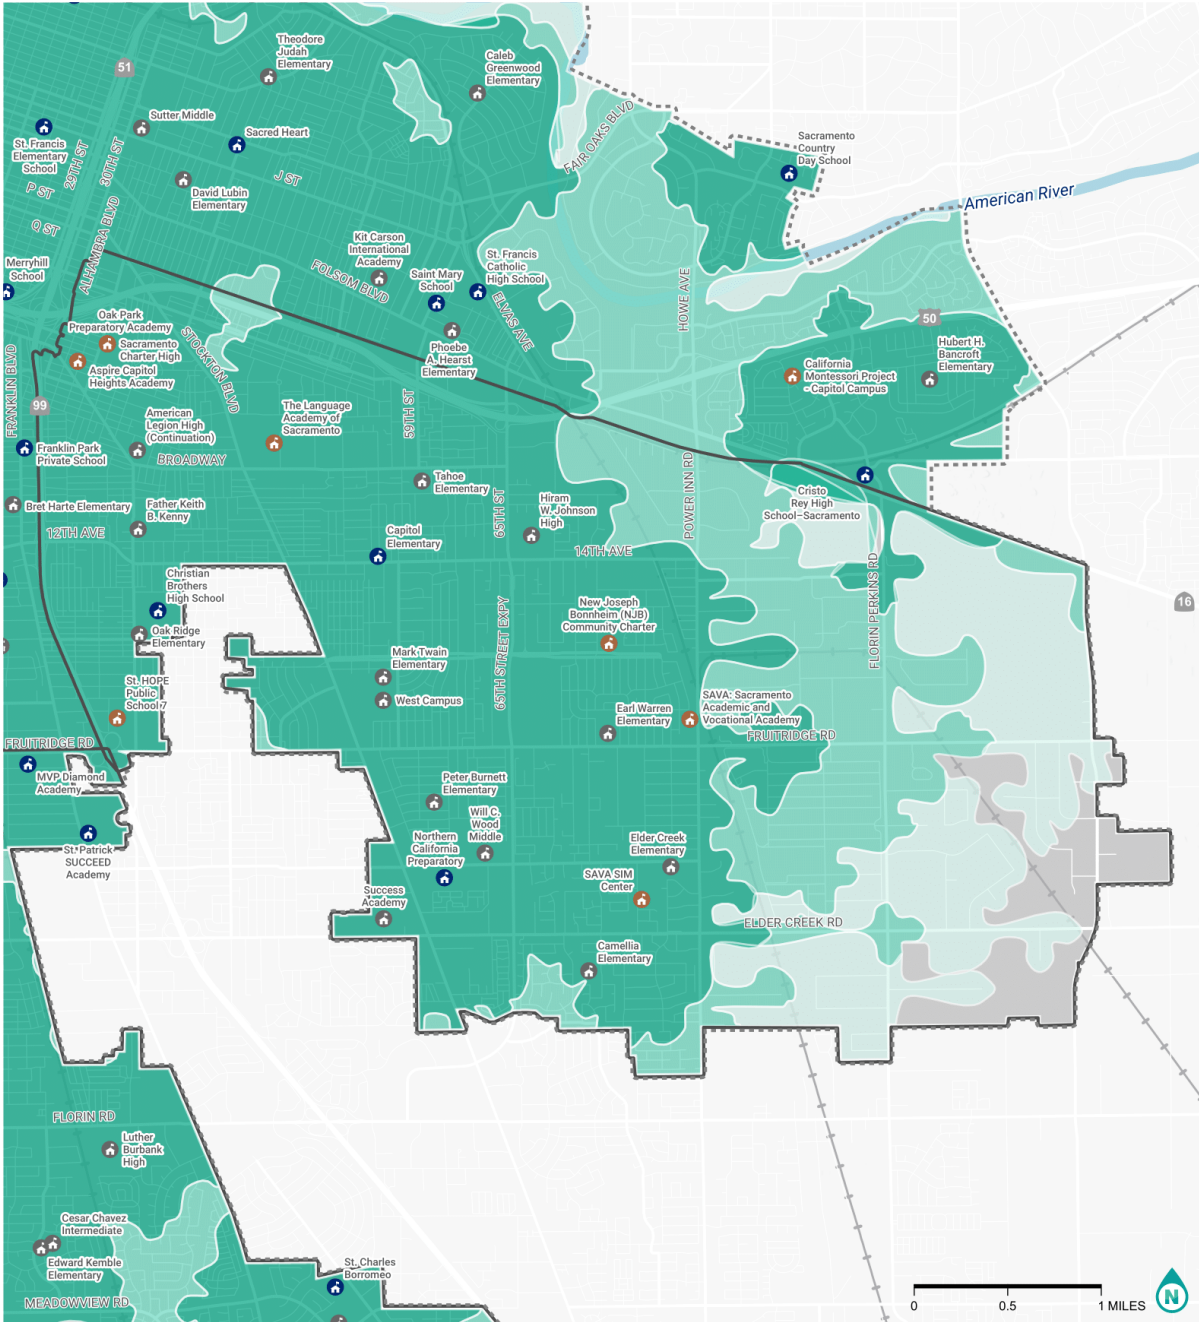 Theodore
Judah
Elementary
Caleb
Greenwood
Elementary
51
Sutter Middle
Sacred Heart
St. Francis
Elementary
School
29TH ST
30TH ST
FAIR OAKS BLVD
Sacramento
Country
Day School
P ST
J ST
David Lubin
Elementary
American River
Q ST
ALHAMBRA BLVD
Merryhill
School
Kit Carson
International
Academy
FOLSOM BLVD
Saint Mary
School
St. Francis
Catholic
High School
ELVAS AVE
HOWE AVE
50
Oak Park
Preparatory Academy
Sacramento
Charter High
Aspire Capitol
Heights Academy
STOCKTON BLVD
Phoebe
A. Hearst
Elementary
Hubert H.
Bancroft
Elementary
California
Montessori Project
- Capitol Campus
FRANKLIN BLVD
99
American
Legion High
(Continuation)
The Language
Academy of
Sacramento
59TH ST
Franklin Park
Private School
BROADWAY
Tahoe
Elementary
65TH ST
POWER INN RD
Cristo
Rey High
School–Sacramento
Bret Harte Elementary
Father Keith
B. Kenny
Hiram
W. Johnson
High
12TH AVE
Capitol
Elementary
14TH AVE
Christian
Brothers
High School
Oak Ridge
Elementary
New Joseph
Bonnheim (NJB)
Community Charter
FLORIN PERKINS RD
16
65TH STREET EXPY
Mark Twain
Elementary
West Campus
St. HOPE
Public
School 7
Earl Warren
Elementary
SAVA: Sacramento
Academic and
Vocational Academy
FRUITRIDGE RD
FRUITRIDGE RD
MVP Diamond
Academy
Peter Burnett
Elementary
Will C.
Wood
Middle
Northern
California
Preparatory
Elder Creek
Elementary
St. Patrick
SUCCEED
Academy
SAVA SIM
Center
Success
Academy
ELDER CREEK RD
Camellia
Elementary
FLORIN RD
Luther
Burbank
High
Cesar Chavez
Intermediate
Edward Kemble
Elementary
St. Charles
Borromeo
MEADOWVIEW RD
N
0
0.5
1 MILES